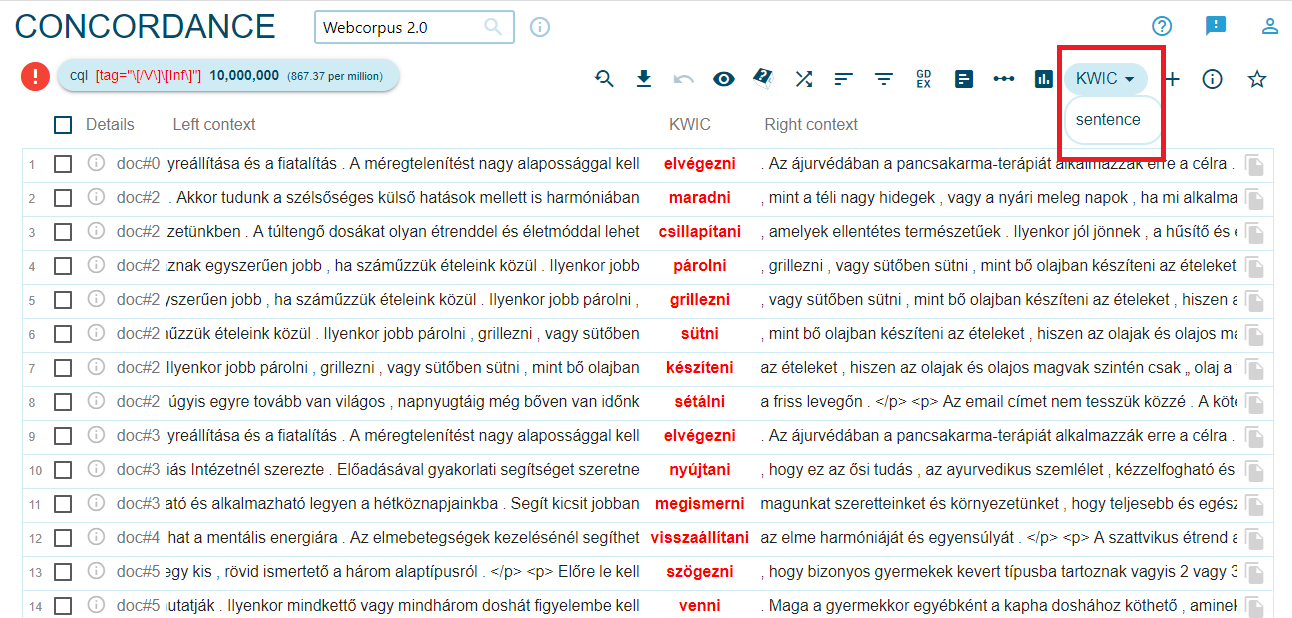 CONCORDANCE Webcorpus 2.0
cql [tag="\[/V\]\[Inf\]"] 10,000,000 (867.37 per million) GD EX KWIC
sentence
Details Left context KWIC Right context
1 doc#0 yreállítása és a fiatalítás . A méregtelenítést nagy alapossággal kell elvégezni . Az ájurvédában a pancsakarma-terápiát alkalmazzák erre a célra .
2 doc#2 . Akkor tudunk a szélsőséges külső hatások mellett is harmóniában maradni , mint a téli nagy hidegek , vagy a nyári meleg napok , ha mi alkalma
3 doc#2 zetünkben . A túltengő dosákat olyan étrenddel és életmóddal lehet csillapítani , amelyek ellentétes természetűek . Ilyenkor jól jönnek , a hűsítő és
4 doc#2 znak egyszerűen jobb , ha száműzzük ételeink közül . Ilyenkor jobb párolni , grillezni , vagy sütőben sütni , mint bő olajban készíteni az ételeket
5 doc#2 yszerűen jobb , ha száműzzük ételeink közül . Ilyenkor jobb párolni , grillezni , vagy sütőben sütni , mint bő olajban készíteni az ételeket , hiszen a
6 doc#2 műzzük ételeink közül . Ilyenkor jobb párolni , grillezni , vagy sütőben sütni , mint bő olajban készíteni az ételeket , hiszen az olajak és olajos ma
7 doc#2 Ilyenkor jobb párolni , grillezni , vagy sütőben sütni , mint bő olajban készíteni az ételeket , hiszen az olajak és olajos magvak szintén csak „ olaj a
8 doc#2 úgyis egyre tovább van világos , napnyugtáig még bőven van időnk sétálni a friss levegőn . </p> <p> Az email címet nem tesszük közzé . A köte
9 doc#3 yreállítása és a fiatalítás . A méregtelenítést nagy alapossággal kell elvégezni . Az ájurvédában a pancsakarma-terápiát alkalmazzák erre a célra .
10 doc#3 iás Intézetnél szerezte . Előadásával gyakorlati segítséget szeretne nyújtani , hogy ez az ősi tudás , az ayurvedikus szemlélet , kézzelfogható és
11 doc#3 ató és alkalmazható legyen a hétköznapjainkba . Segít kicsit jobban megismerni magunkat szeretteinket és környezetünket , hogy teljesebb és egész
12 doc#4 hat a mentális energiára . Az elmebetegségek kezelésénél segíthet visszaállítani az elme harmóniáját és egyensúlyát . </p> <p> A szattvikus étrend a
13 doc#5 egy kis , rövid ismertető a három alaptípusról . </p> <p> Előre le kell szögezni , hogy bizonyos gyermekek kevert típusba tartoznak vagyis 2 vagy 3
14 doc#5 utatják . Ilyenkor mindkettő vagy mindhárom doshát figyelembe kell venni . Maga a gyermekkor egyébként a kapha doshához köthető , aminek